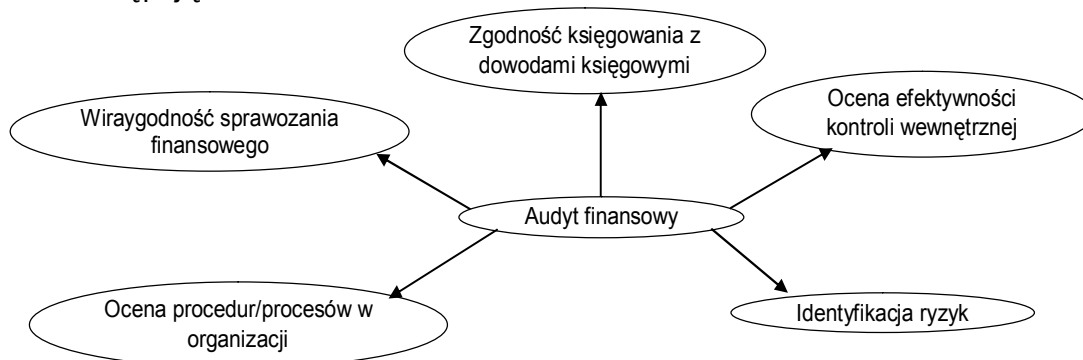 Zgodność księgowania z
dowodami księgowymi
Ocena efektywności
kontroli wewnętrznej
Wiraygodność sprawozania
finansowego
Audyt finansowy
Ocena procedur/procesów w
organizacji
Identyfikacja ryzyk